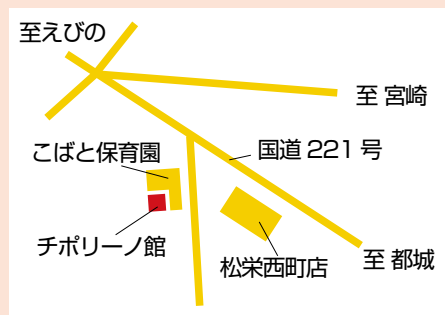 至えびの
至 宮崎
こばと保育園
国道 221 号
チポリーノ館
松栄西町店
至 都城